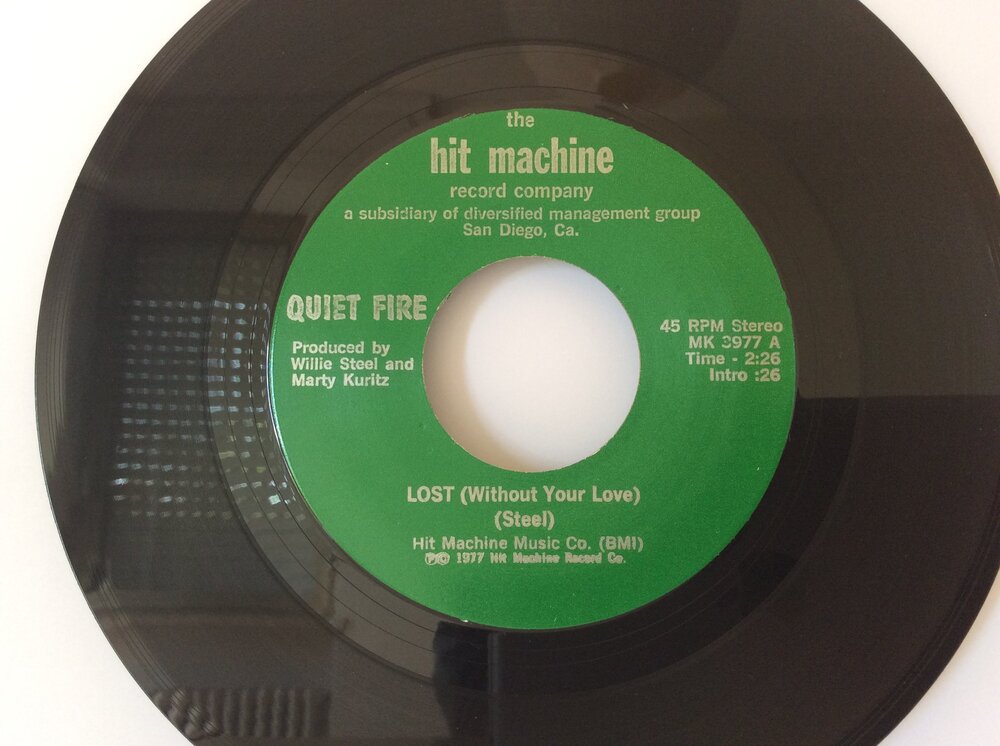 the
hit machine
record company
a subsidiary of diversified management group
San Diego, Ca.
QUIET FIRE
Produced by
Willie Steel and
Marty Kuritz
45 RPM Stereo
MK 3977 A
Time - 2:26
Intro :26
LOST (Without Your Love)
(Steel)
Hit Machine Music Co. (BMI)
℗© 1977 Hit Machine Record Co.